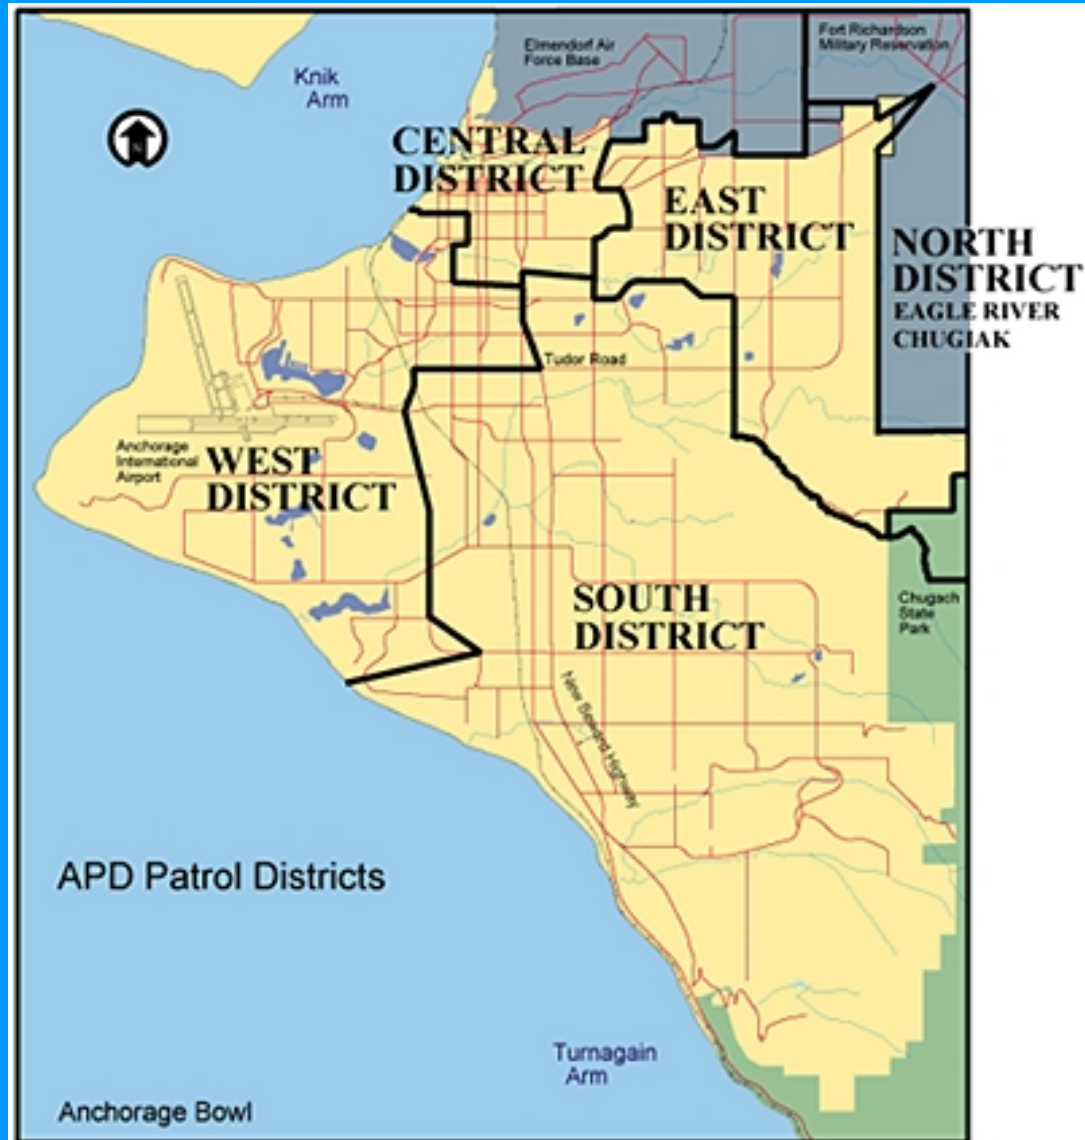 Elmendorf Air
Force Base
Fort Richardson
Military Reservation
Knik
Arm
N
CENTRAL
DISTRICT
EAST
DISTRICT
NORTH
DISTRICT
EAGLE RIVER
CHUGIAK
Tudor Road
Anchorage
International
Airport
WEST
DISTRICT
SOUTH
DISTRICT
Chugach
State
Park
New Seward Highway
APD Patrol Districts
Turnagain
Arm
Anchorage Bowl